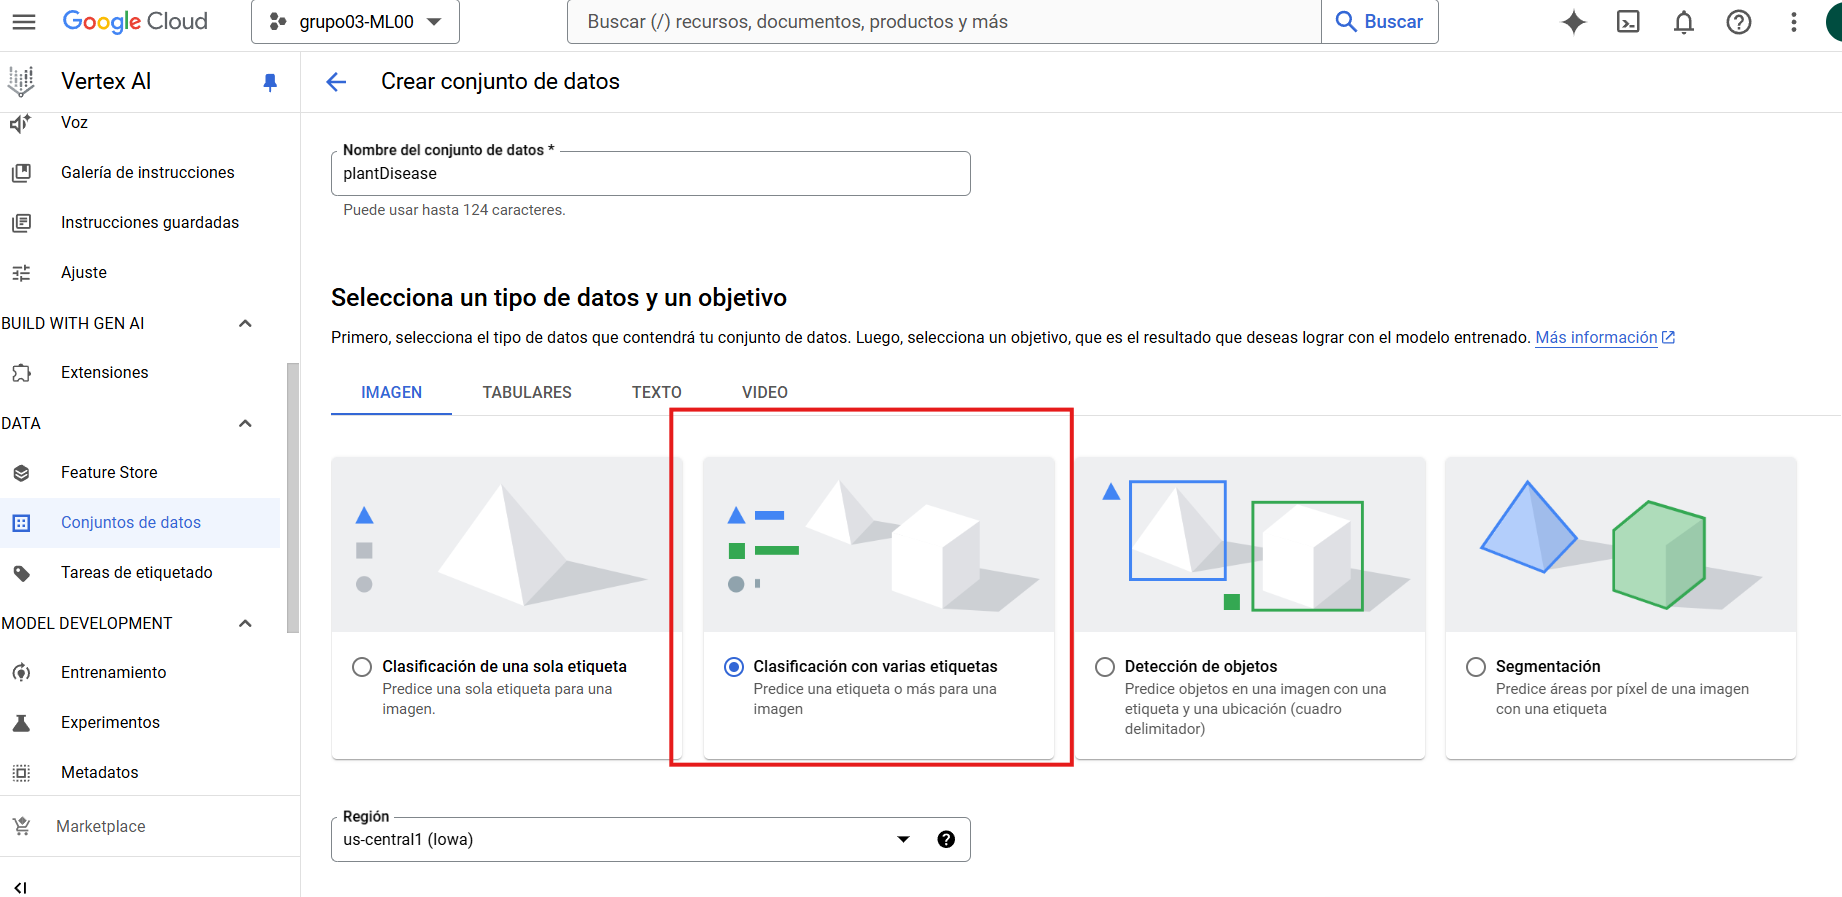 Google Cloud
grupo03-ML00
Buscar (/) recursos, documentos, productos y más
Buscar
Vertex AI
Crear conjunto de datos
Voz
Galería de instrucciones
Instrucciones guardadas
Ajuste
BUILD WITH GEN AI
Extensiones
DATA
Feature Store
Conjuntos de datos
Tareas de etiquetado
MODEL DEVELOPMENT
Entrenamiento
Experimentos
Metadatos
Marketplace
Nombre del conjunto de datos *
plantDisease
Puede usar hasta 124 caracteres.
Selecciona un tipo de datos y un objetivo
Primero, selecciona el tipo de datos que contendrá tu conjunto de datos. Luego, selecciona un objetivo, que es el resultado que deseas lograr con el modelo entrenado. Más información
IMAGEN
TABULARES
TEXTO
VIDEO
Clasificación de una sola etiqueta
Predice una sola etiqueta para una
imagen.
Clasificación con varias etiquetas
Predice una etiqueta o más para una
imagen
Detección de objetos
Predice objetos en una imagen con una
etiqueta y una ubicación (cuadro
delimitador)
Segmentación
Predice áreas por píxel de una imagen
con una etiqueta
Región
us-central1 (Iowa)